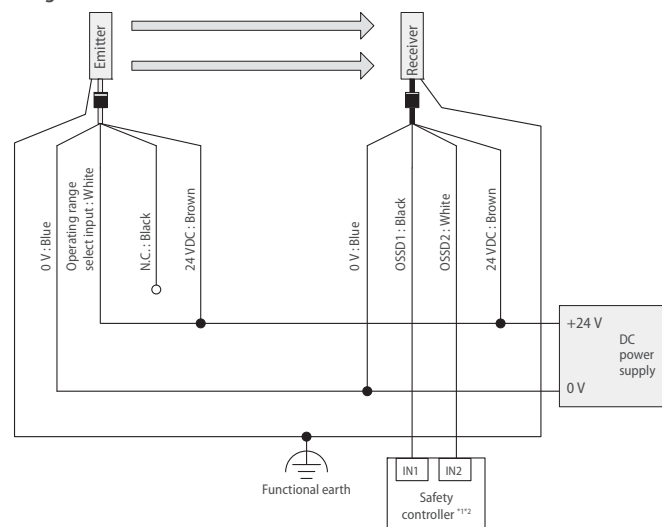 Emitter
Receiver
0 V : Blue
Operating range
select input : White
N.C. : Black
24 VDC : Brown
0 V : Blue
OSSD1 : Black
OSSD2 : White
24 VDC : Brown
+24 V
DC
power
supply
0 V
Functional earth
IN1
IN2
Safety
controller *1*2